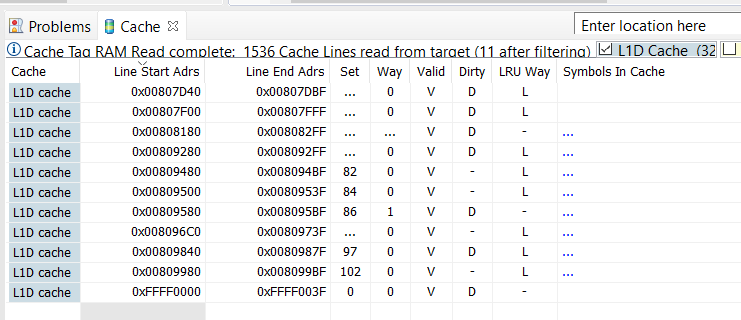 Problems Cache
Enter location here
Cache Tag RAM Read complete: 1536 Cache Lines read from target (11 after filtering) L1D Cache (32
Cache Line Start Adrs Line End Adrs Set Way Valid Dirty LRU Way Symbols In Cache
L1D cache 0x00807D40 0x00807DBF ... 0 V D L
L1D cache 0x00807F00 0x00807FFF ... 0 V D L
L1D cache 0x00808180 0x008082FF ... ... V D - ...
L1D cache 0x00809280 0x008092FF ... 0 V D L ...
L1D cache 0x00809480 0x008094BF 82 0 V - L ...
L1D cache 0x00809500 0x0080953F 84 0 V - L ...
L1D cache 0x00809580 0x008095BF 86 1 V D - ...
L1D cache 0x008096C0 0x0080973F ... 0 V - L ...
L1D cache 0x00809840 0x0080987F 97 0 V D L ...
L1D cache 0x00809980 0x008099BF 102 0 V - L ...
L1D cache 0xFFFF0000 0xFFFF003F 0 0 V D -